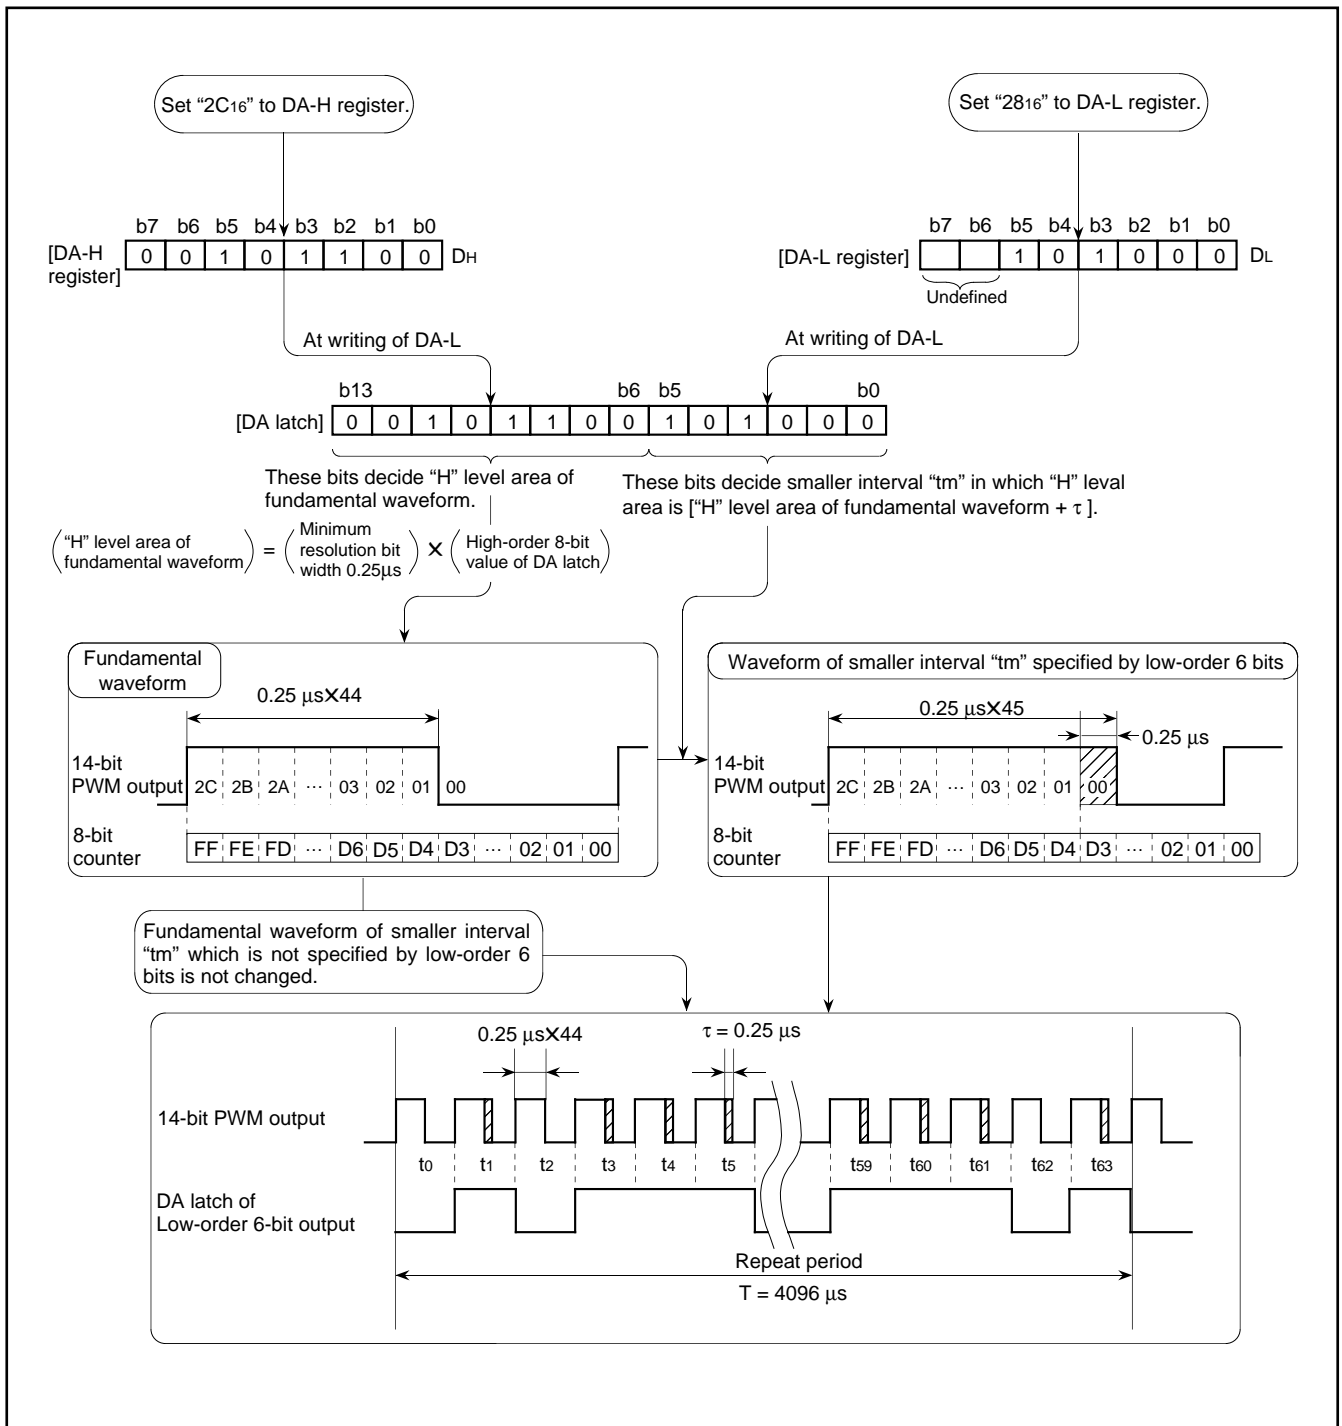 Set “2C16” to DA-H register.
Set “2816” to DA-L register.
b7 b6 b5 b4 b3 b2 b1 b0
[DA-H register] 0 0 1 0 1 1 0 0 DH
b7 b6 b5 b4 b3 b2 b1 b0
[DA-L register] 1 0 1 0 0 0 DL
Undefined
At writing of DA-L
At writing of DA-L
b13 b6 b5 b0
[DA latch] 0 0 1 0 1 1 0 0 1 0 1 0 0 0
These bits decide “H” level area of
fundamental waveform.
These bits decide smaller interval “tm” in which “H” leval
area is [“H” level area of fundamental waveform + τ ].
“H” level area of
fundamental waveform
=
Minimum
resolution bit
width 0.25μs
×
High-order 8-bit
value of DA latch
Fundamental
waveform
0.25 μs×44
14-bit
PWM output
2C 2B 2A ··· 03 02 01 00
8-bit
counter
FF FE FD ··· D6 D5 D4 D3 ··· 02 01 00
Waveform of smaller interval “tm” specified by low-order 6 bits
0.25 μs×45
0.25 μs
14-bit
PWM output
2C 2B 2A ··· 03 02 01 00
8-bit
counter
FF FE FD ··· D6 D5 D4 D3 ··· 02 01 00
Fundamental waveform of smaller interval
“tm” which is not specified by low-order 6
bits is not changed.
0.25 μs×44
τ = 0.25 μs
14-bit PWM output
t0 t1 t2 t3 t4 t5 t59 t60 t61 t62 t63
DA latch of
Low-order 6-bit output
Repeat period
T = 4096 μs